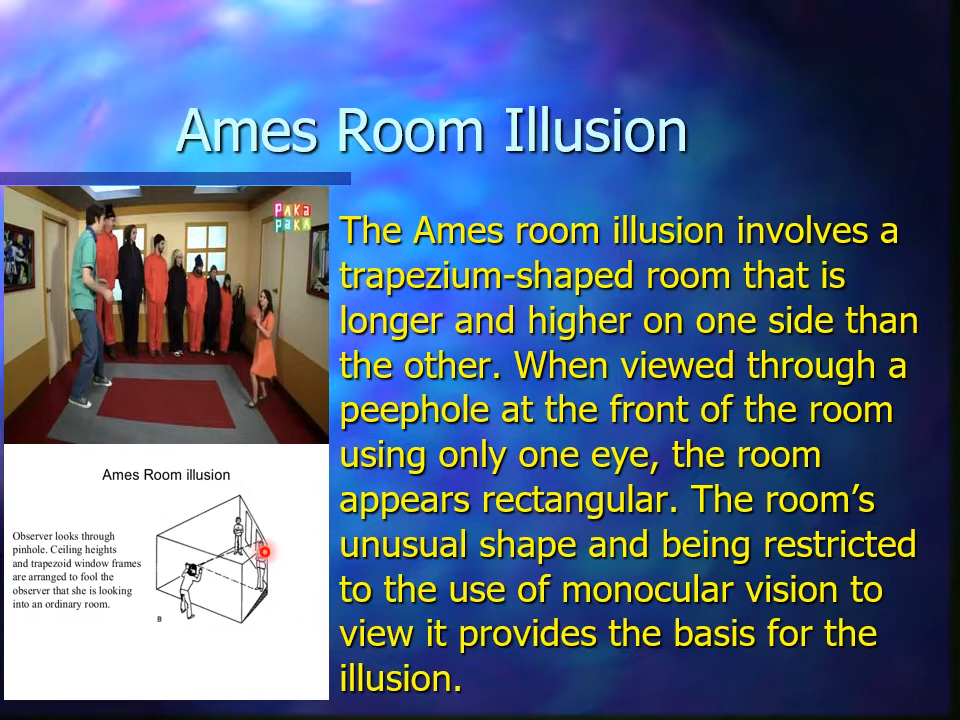 Ames Room Illusion
PAKA
PAKA
The Ames room illusion involves a
trapezium-shaped room that is
longer and higher on one side than
the other. When viewed through a
peephole at the front of the room
using only one eye, the room
appears rectangular. The room’s
unusual shape and being restricted
to the use of monocular vision to
view it provides the basis for the
illusion.
Ames Room illusion
Observer looks through
pinhole. Ceiling heights
and trapezoid window frames
are arranged to fool the
observer that she is looking
into an ordinary room.
B